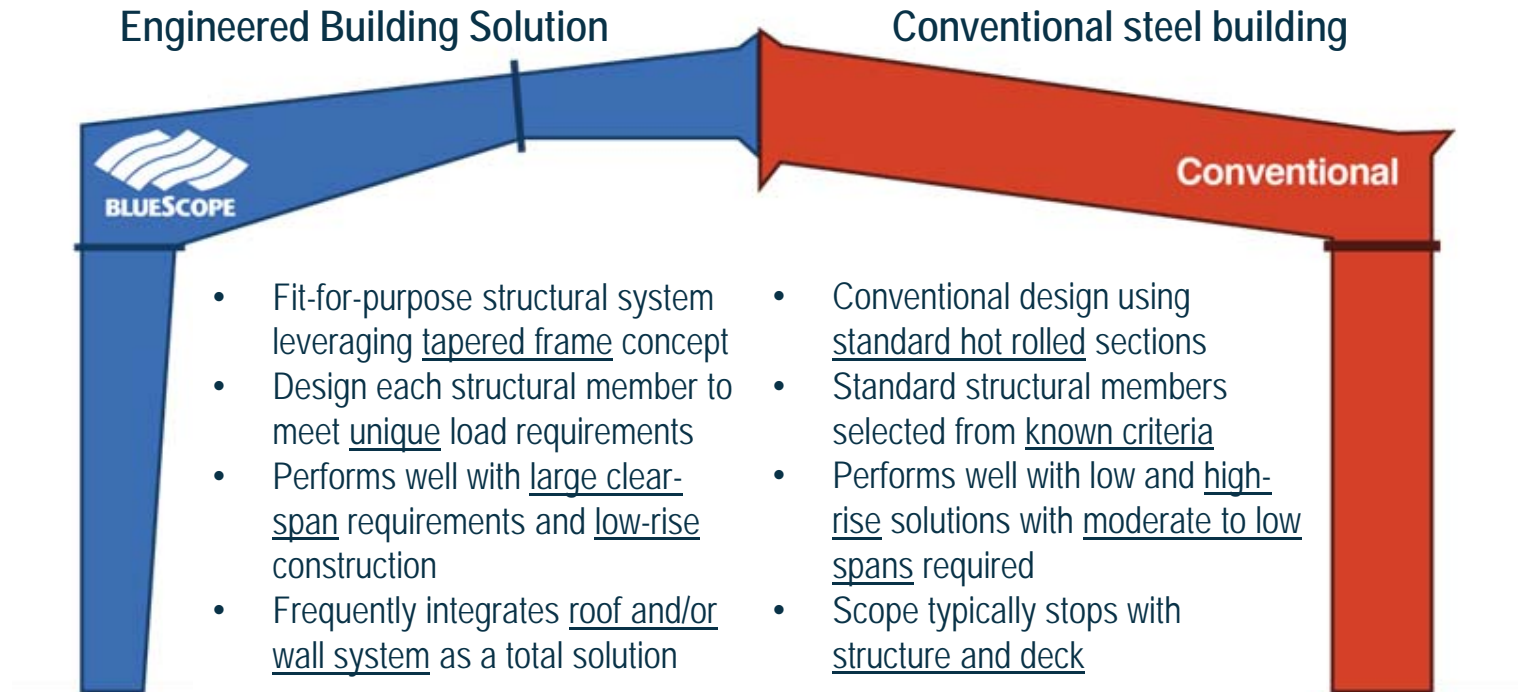 Engineered Building Solution
Conventional steel building
BLUESCOPE
Conventional
• Fit-for-purpose structural system
leveraging tapered frame concept
• Design each structural member to
meet unique load requirements
• Performs well with large clear-
span requirements and low-rise
construction
• Frequently integrates roof and/or
wall system as a total solution
• Conventional design using
standard hot rolled sections
• Standard structural members
selected from known criteria
• Performs well with low and high-
rise solutions with moderate to low
spans required
• Scope typically stops with
structure and deck